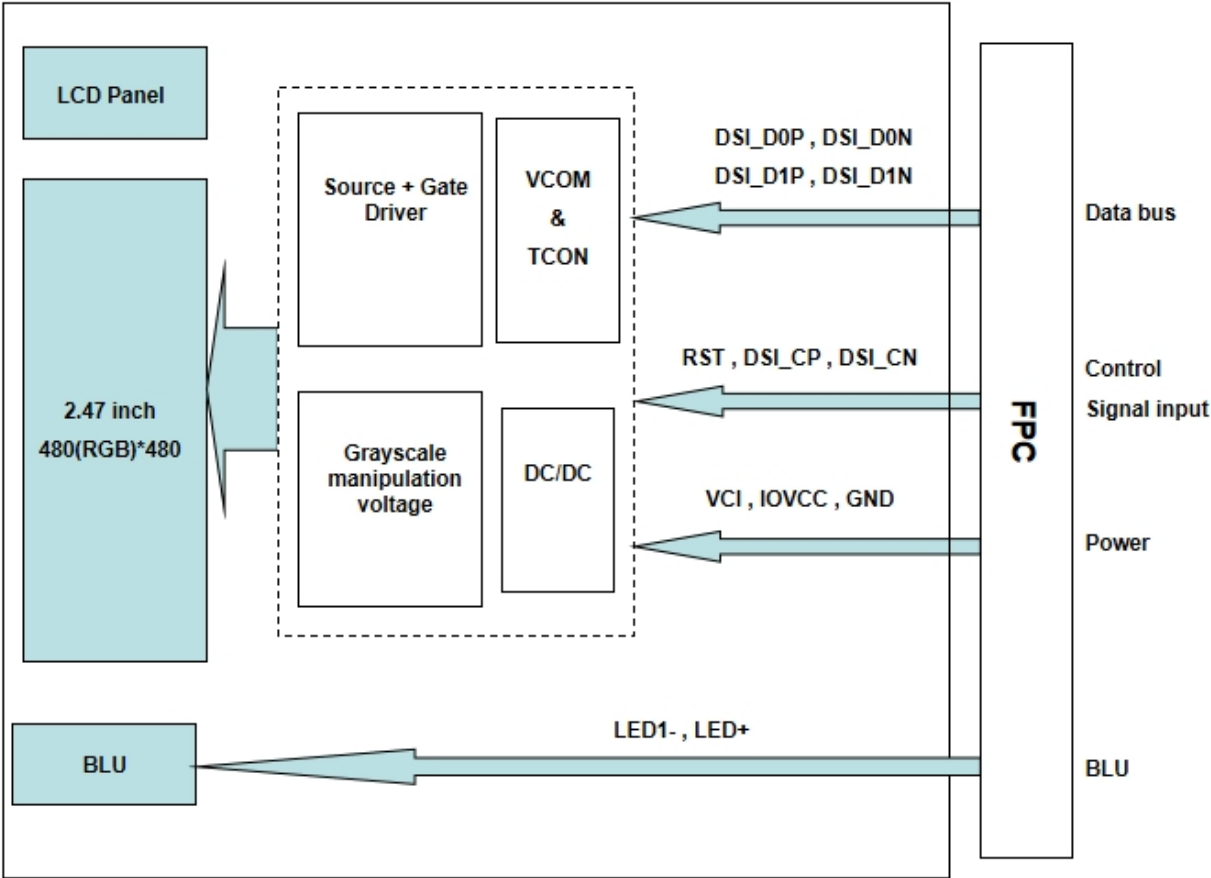 LCD Panel
2.47 inch
480(RGB)*480
Source + Gate
Driver
VCOM
&
TCON
Grayscale
manipulation
voltage
DC/DC
DSI_D0P , DSI_D0N
DSI_D1P , DSI_D1N
Data bus
RST , DSI_CP , DSI_CN
Control
Signal input
FPC
VCI , IOVCC , GND
Power
LED1- , LED+
BLU
BLU